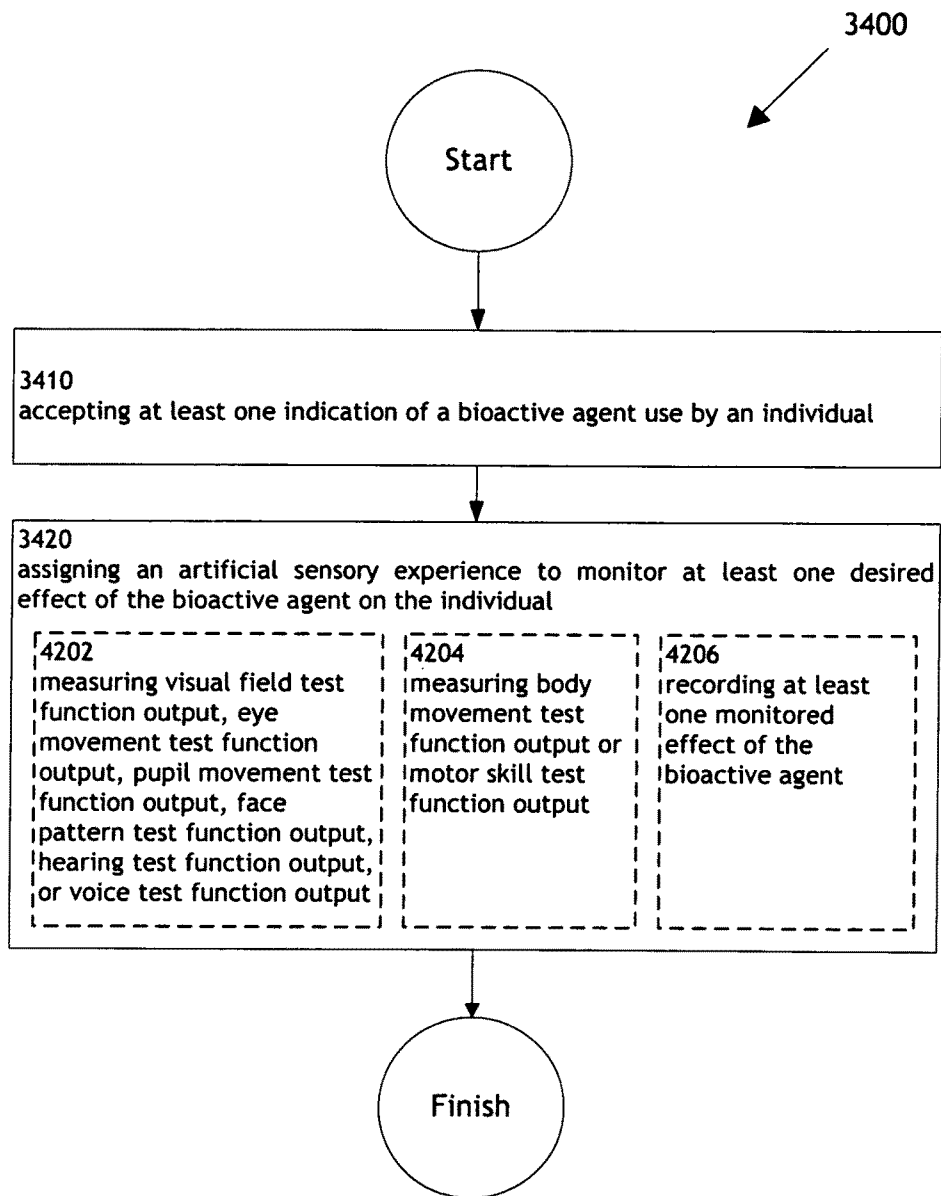 3400
Start
3410
accepting at least one indication of a bioactive agent use by an individual
3420
assigning an artificial sensory experience to monitor at least one desired
effect of the bioactive agent on the individual
4202
measuring visual field test
function output, eye
movement test function
output, pupil movement test
function output, face
pattern test function output,
hearing test function output,
or voice test function output
4204
measuring body
movement test
function output or
motor skill test
function output
4206
recording at least
one monitored
effect of the
bioactive agent
Finish